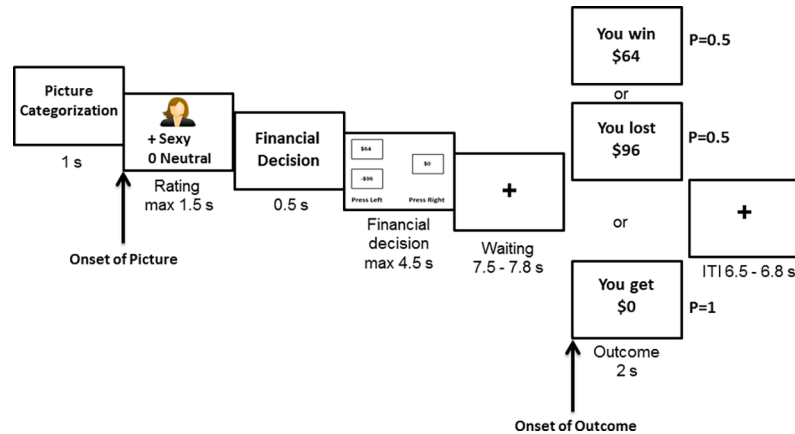 Picture
Categorization
1 s
+ Sexy
0 Neutral
Rating
max 1.5 s
Onset of Picture
Financial
Decision
0.5 s
$64
-$96
$0
Press Left
Press Right
Financial
decision
max 4.5 s
+
Waiting
7.5 - 7.8 s
You win
$64
P=0.5
or
You lost
$96
P=0.5
or
You get
$0
P=1
Outcome
2 s
Onset of Outcome
+
ITI 6.5 - 6.8 s